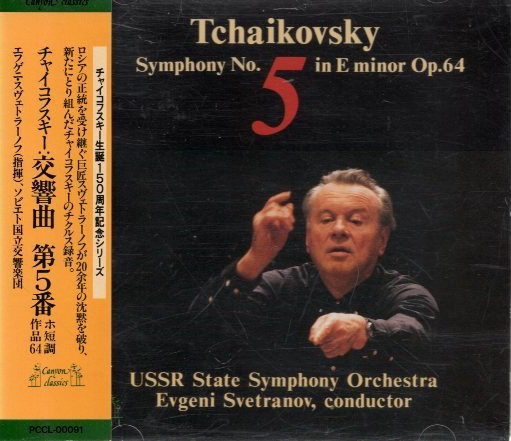 Canyon
classics
チャイコフスキー生誕150周年記念シリーズ
ロシアの正統を受け継ぐ巨匠スヴェトラーノフが20余年の沈黙を破り、
新たにとり組んだチャイコフスキーのチクルス録音。
チャイコフスキー:交響曲 第5番 ホ短調
作品64
エフゲニ・スヴェトラーノフ(指揮)、ソビエト国立交響楽団
Canyon
classics
PCCL-00091
Tchaikovsky
Symphony No. 5 in E minor Op.64
USSR State Symphony Orchestra
Evgeni Svetranov, conductor